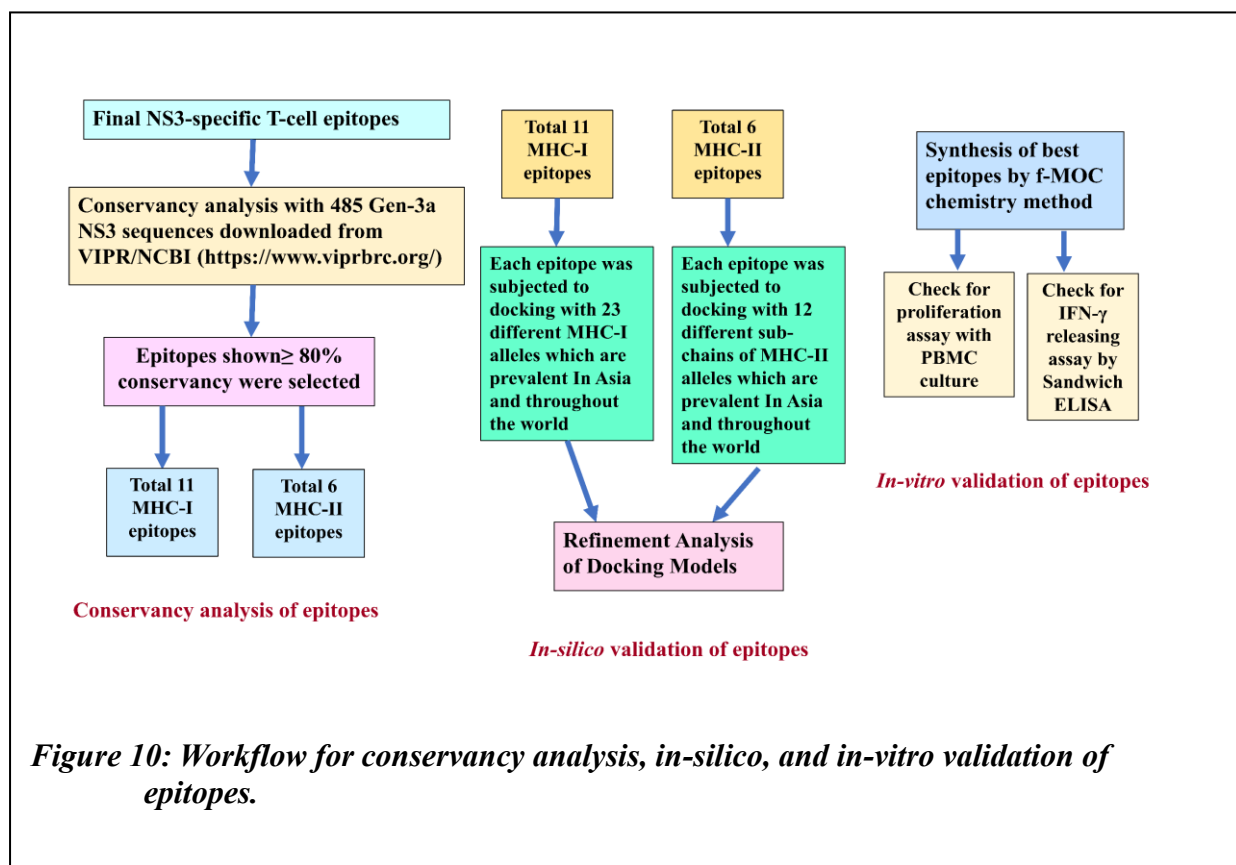 Final NS3-specific T-cell epitopes
Conservancy analysis with 485 Gen-3a
NS3 sequences downloaded from
VIPR/NCBI (https://www.viprbrc.org/)
Epitopes shown≥ 80%
conservancy were selected
Total 11
MHC-I
epitopes
Total 6
MHC-II
epitopes
Conservancy analysis of epitopes
Total 11
MHC-I
epitopes
Total 6
MHC-II
epitopes
Each epitope was
subjected to
docking with 23
different MHC-I
alleles which are
prevalent In Asia
and throughout
the world
Each epitope was
subjected to
docking with 12
different sub-
chains of MHC-II
alleles which are
prevalent In Asia
and throughout
the world
Refinement Analysis
of Docking Models
In-silico validation of epitopes
Synthesis of best
epitopes by f-MOC
chemistry method
Check for
proliferation
assay with
PBMC
culture
Check for
IFN-γ
releasing
assay by
Sandwich
ELISA
In-vitro validation of epitopes
Figure 10: Workflow for conservancy analysis, in-silico, and in-vitro validation of
epitopes.